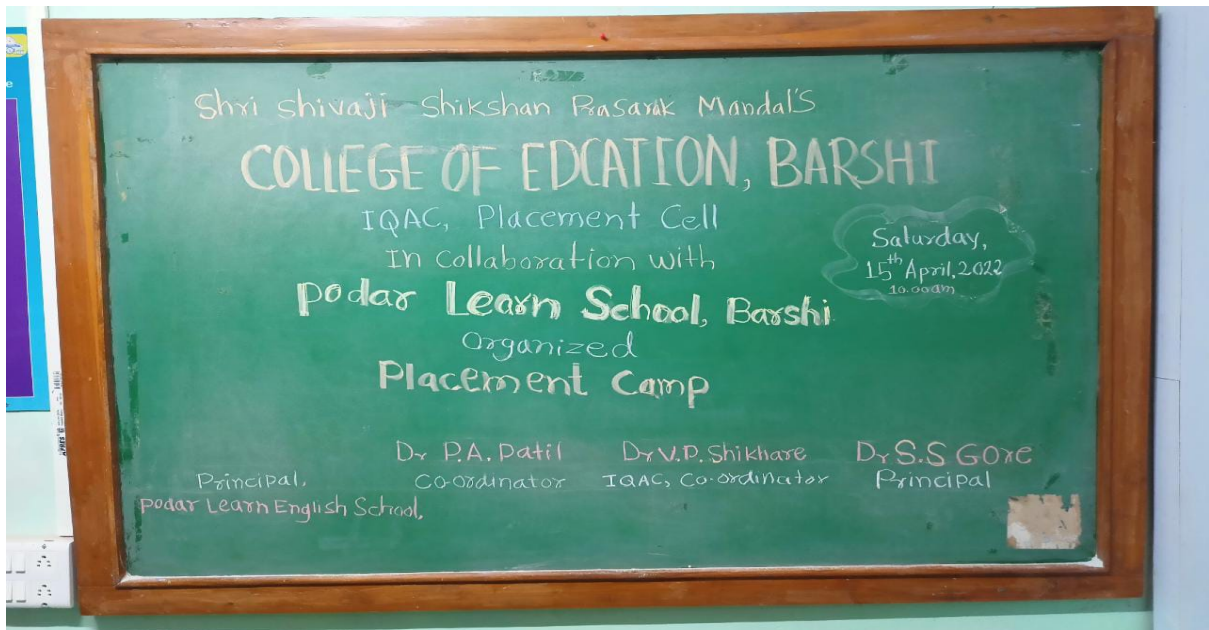 Shri Shivaji Shikshan Prasarak Mandal's
COLLEGE OF EDCATION, BARSHI
IQAC, Placement Cell
In collaboration with
Podar Learn School, Barshi
Organized
Placement Camp
Saturday,
15th April, 2022
10.00am
Dr P.A. Patil
Co-ordinator
Dr V.P. Shikhare
IQAC, Co-ordinator
Dr S.S Gore
Principal
Principal,
Podar Learn English School,